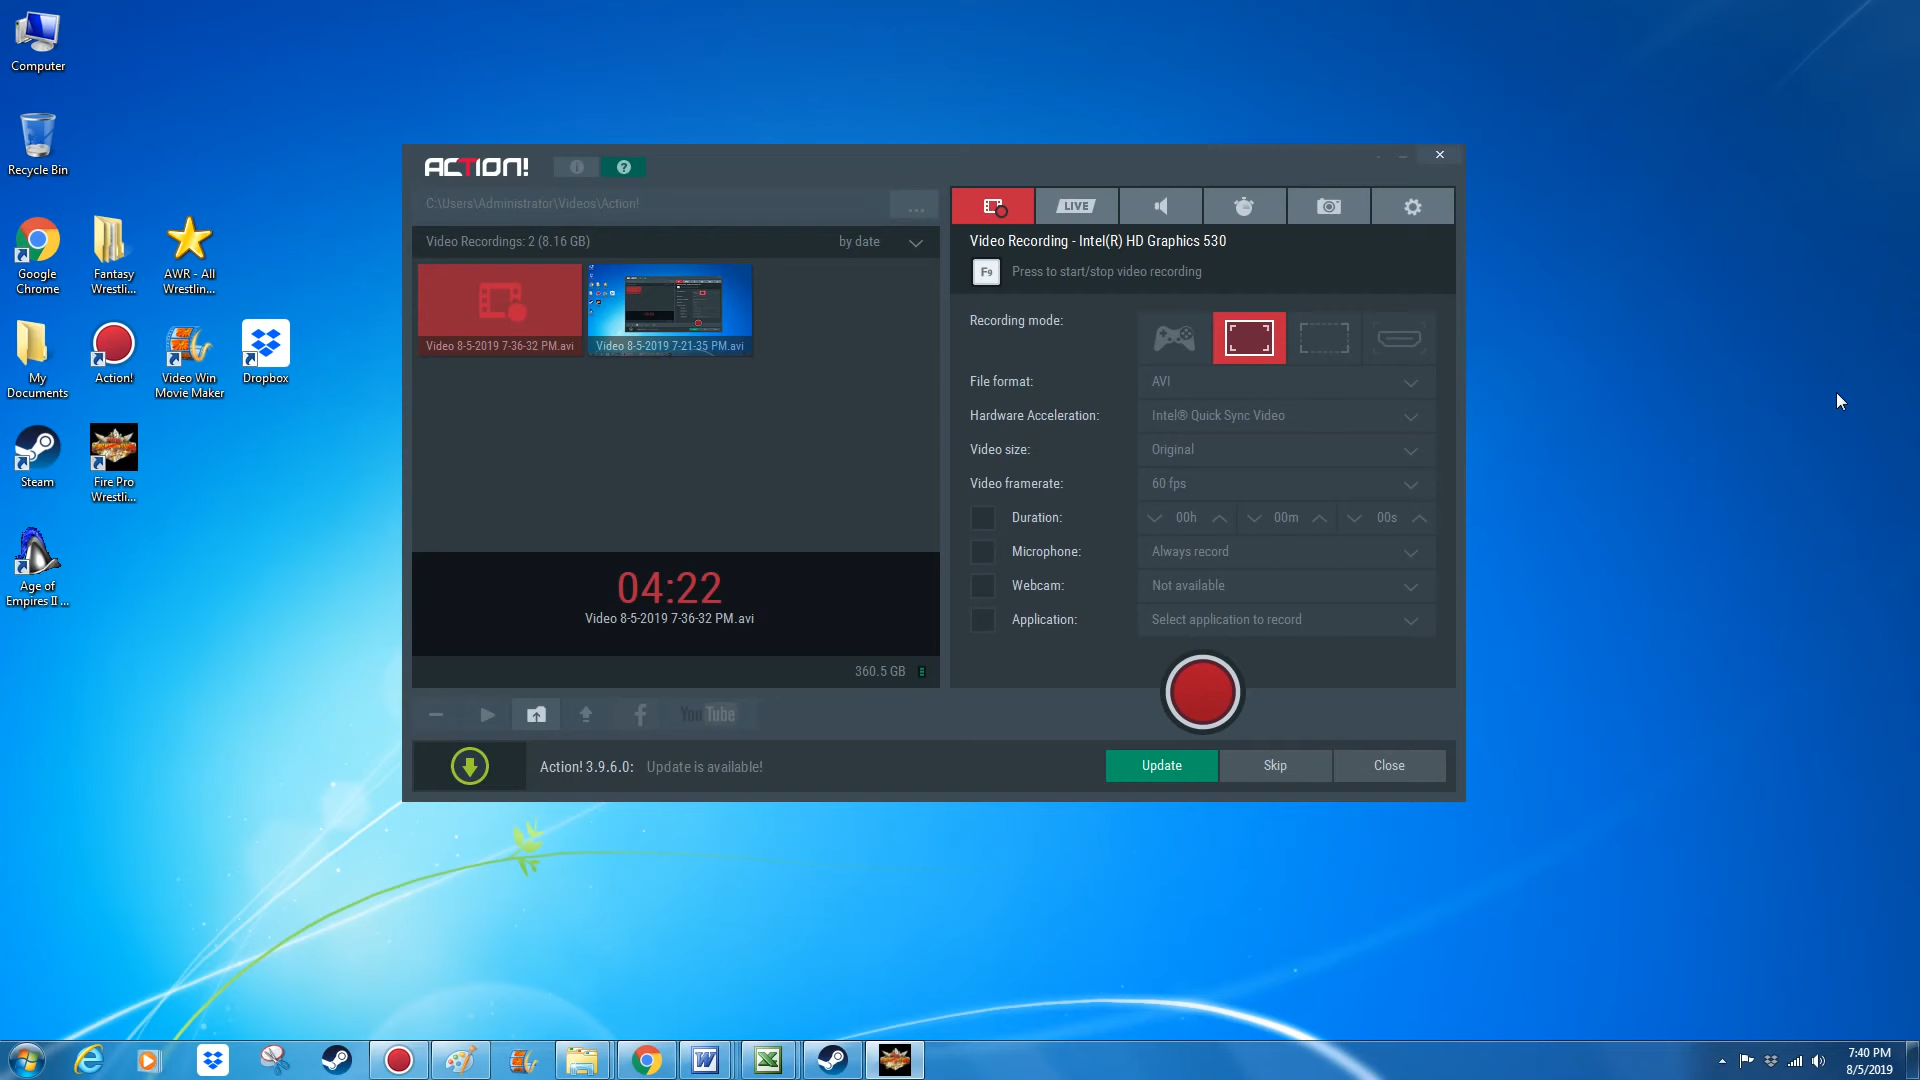 Computer
Recycle Bin
Google
Chrome
Fantasy
Wrestli...
AWR - All
Wrestlin...
My
Documents
Action!
Video Win
Movie Maker
Dropbox
Steam
Fire Pro
Wrestli...
Age of
Empires II ...
ACTION!
i
?
C:\Users\Administrator\Videos\Action!
...
Video Recordings: 2 (8.16 GB)
by date
Video 8-5-2019 7-36-32 PM.avi
Video 8-5-2019 7-21-35 PM.avi
04:22
Video 8-5-2019 7-36-32 PM.avi
360.5 GB
f
YouTube
LIVE
Video Recording - Intel(R) HD Graphics 530
F9
Press to start/stop video recording
Recording mode:
File format:
AVI
Hardware Acceleration:
Intel® Quick Sync Video
Video size:
Original
Video framerate:
60 fps
Duration:
00h
00m
00s
Microphone:
Always record
Webcam:
Not available
Application:
Select application to record
Action! 3.9.6.0:
Update is available!
Update
Skip
Close
7:40 PM
8/5/2019